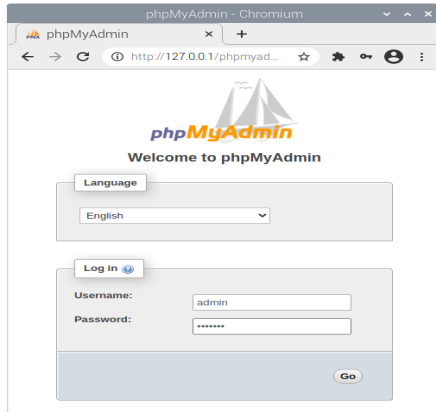 phpMyAdmin - Chromium
phpMyAdmin
http://127.0.0.1/phpmyad...
phpMyAdmin
Welcome to phpMyAdmin
Language
English
Log in
Username:
admin
Password:
•••••••
Go